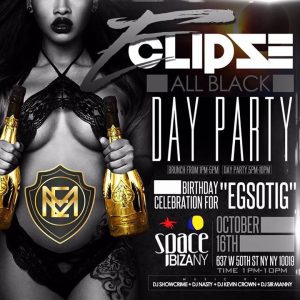 ECLIPSE
ALL BLACK
DAY PARTY
BRUNCH FROM 1PM-5PM | DAY PARTY 5PM-10PM
BIRTHDAY
CELEBRATION FOR "EGSOTIG"
space
IBIZA NY
OCTOBER
16TH
637 W 50TH ST NY NY 10019
TIME 1PM-10PM
MUSIC BY
DJ SHOWCRIME + DJ NASTY + DJ KEVIN CROWN + DJ SIR MANNY